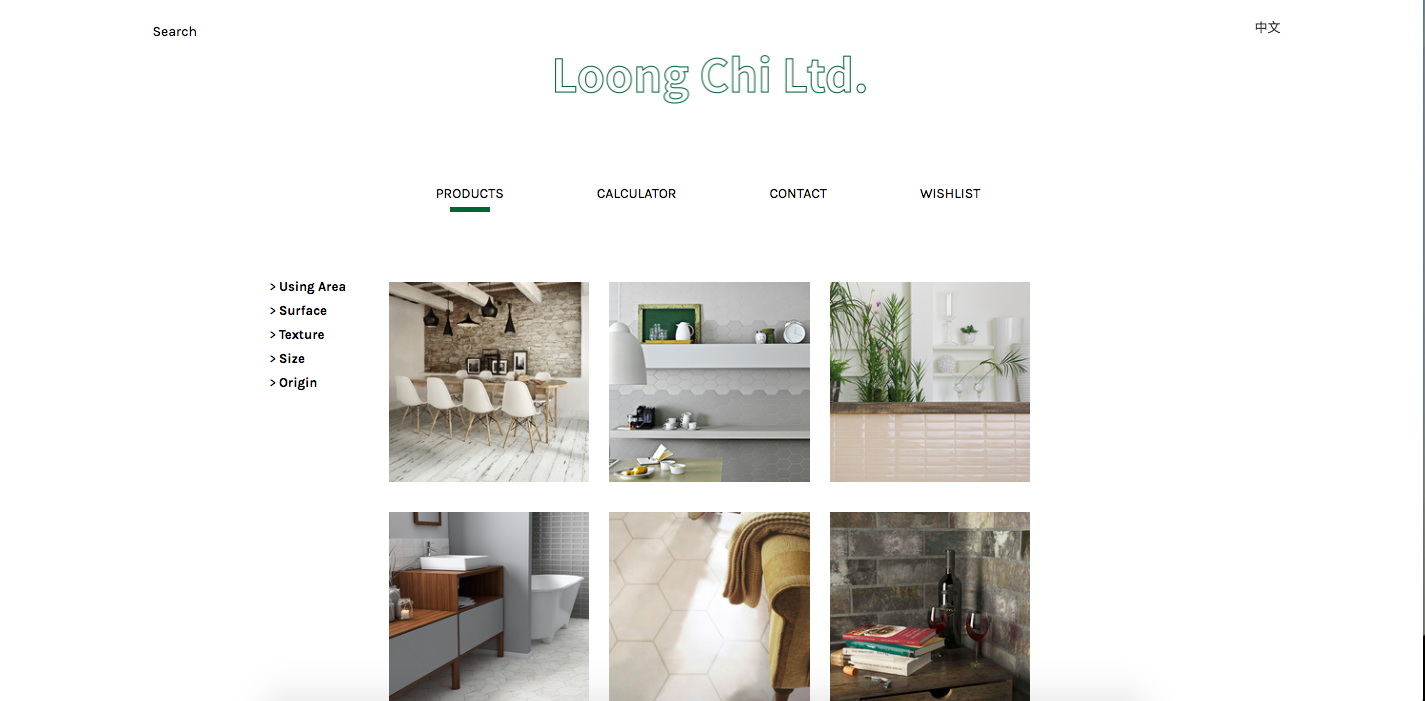 Search
中文
Loong Chi Ltd.
PRODUCTS
CALCULATOR
CONTACT
WISHLIST
> Using Area
> Surface
> Texture
> Size
> Origin